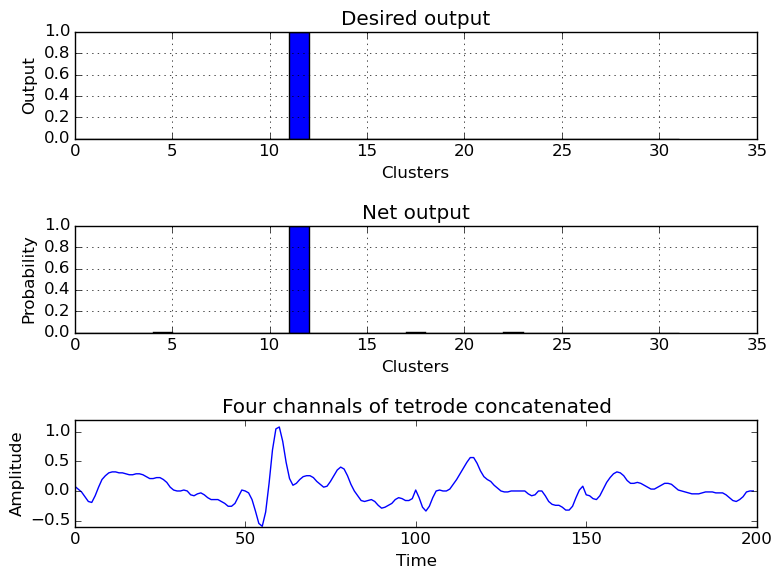 Desired output
1.0
0.8
0.6
0.4
0.2
0.0
Output
0 5 10 15 20 25 30 35
Clusters
Net output
1.0
0.8
0.6
0.4
0.2
0.0
Probability
0 5 10 15 20 25 30 35
Clusters
Four channals of tetrode concatenated
1.0
0.5
0.0
−0.5
Amplitude
0 50 100 150 200
Time